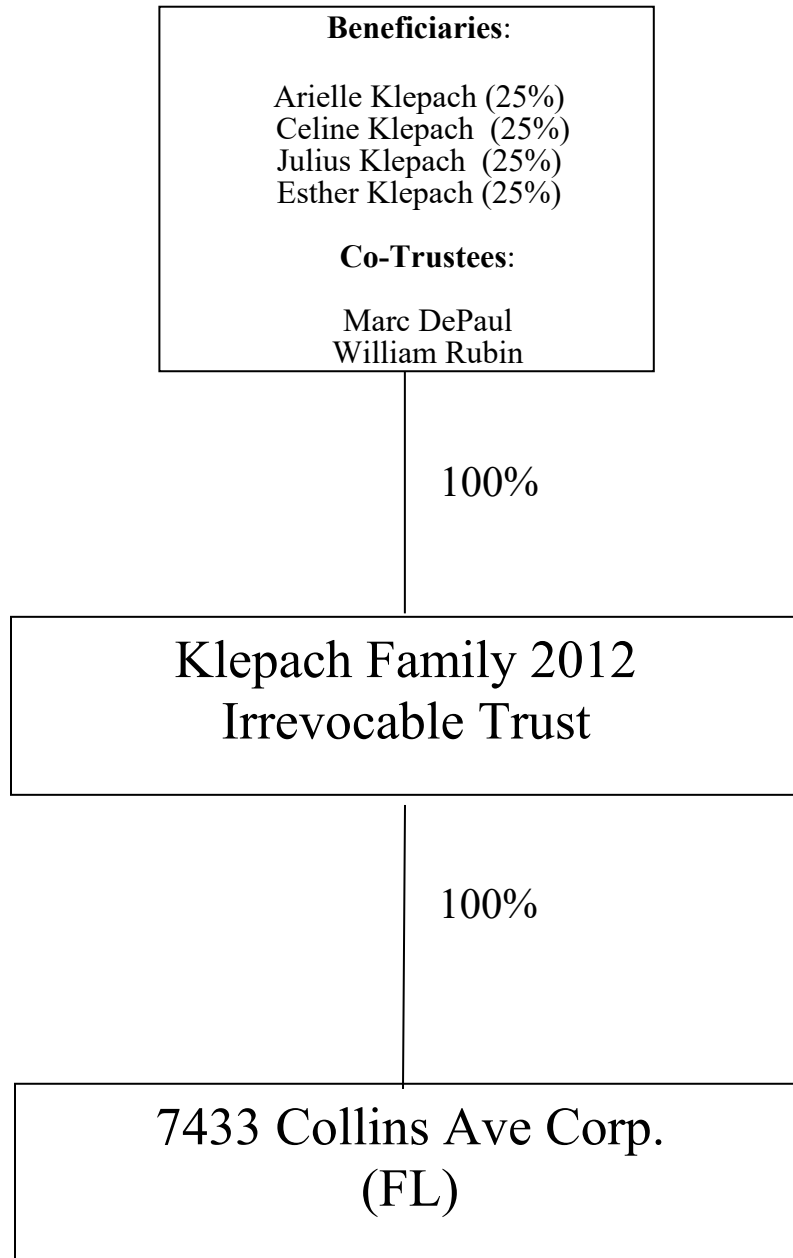 Beneficiaries:
Arielle Klepach (25%)
Celine Klepach (25%)
Julius Klepach (25%)
Esther Klepach (25%)
Co-Trustees:
Marc DePaul
William Rubin
100%
Klepach Family 2012
Irrevocable Trust
100%
7433 Collins Ave Corp.
(FL)